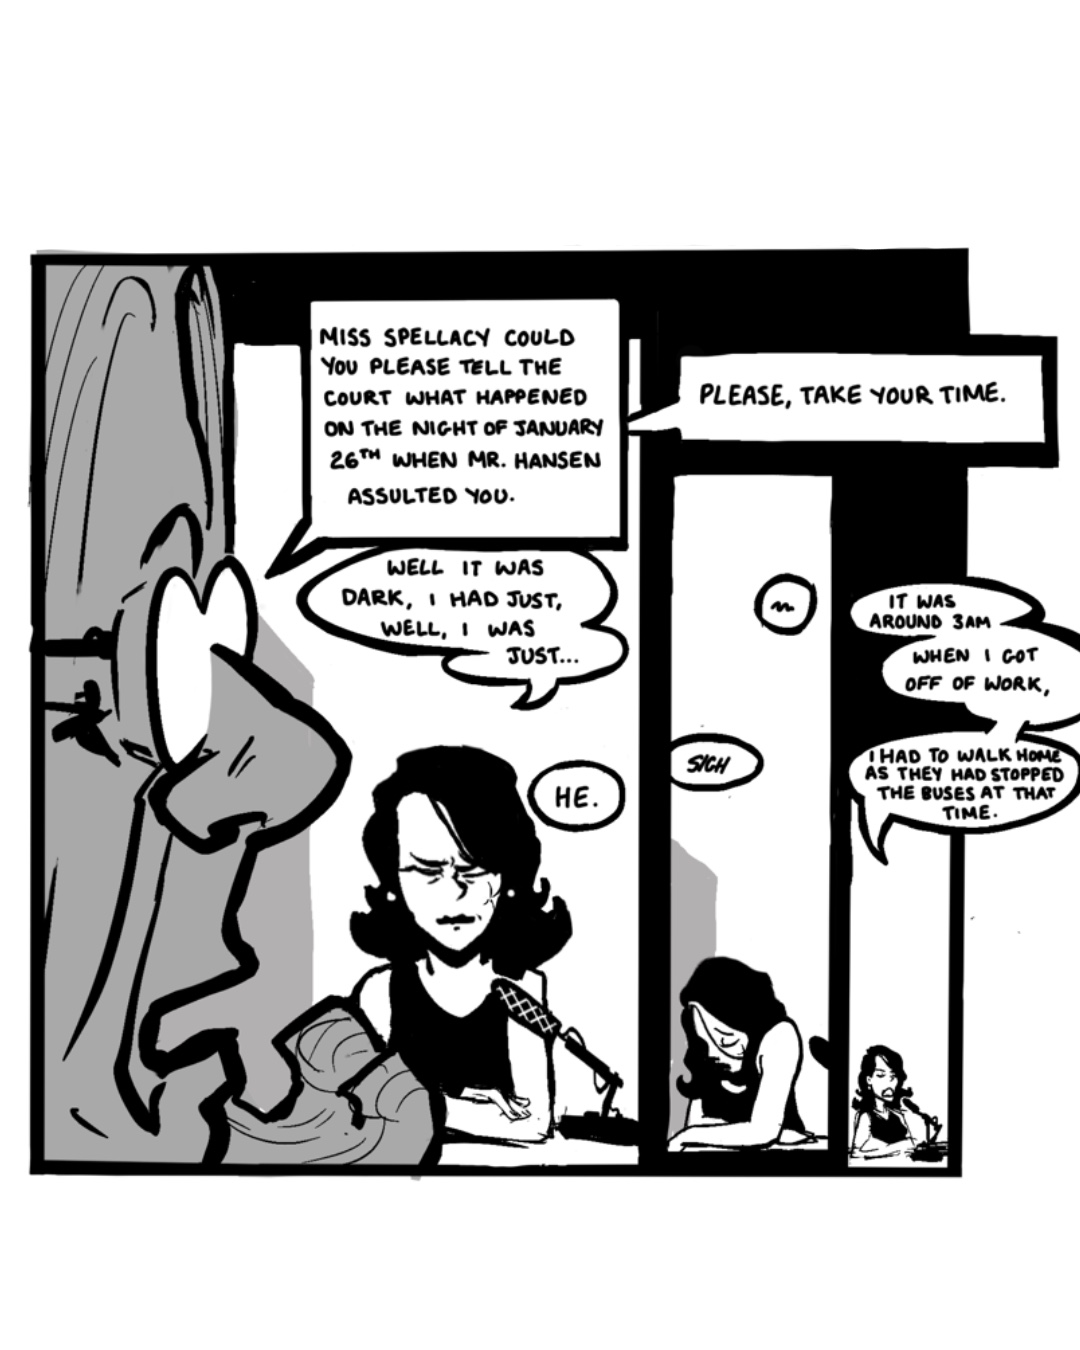 MISS SPELLACY COULD
YOU PLEASE TELL THE
COURT WHAT HAPPENED
ON THE NIGHT OF JANUARY
26TH WHEN MR. HANSEN
ASSULTED YOU.
PLEASE, TAKE YOUR TIME.
WELL IT WAS
DARK, I HAD JUST,
WELL, I WAS
JUST...
HE.
SIGH
IT WAS
AROUND 3AM
WHEN I GOT
OFF OF WORK,
I HAD TO WALK HOME
AS THEY HAD STOPPED
THE BUSES AT THAT
TIME.